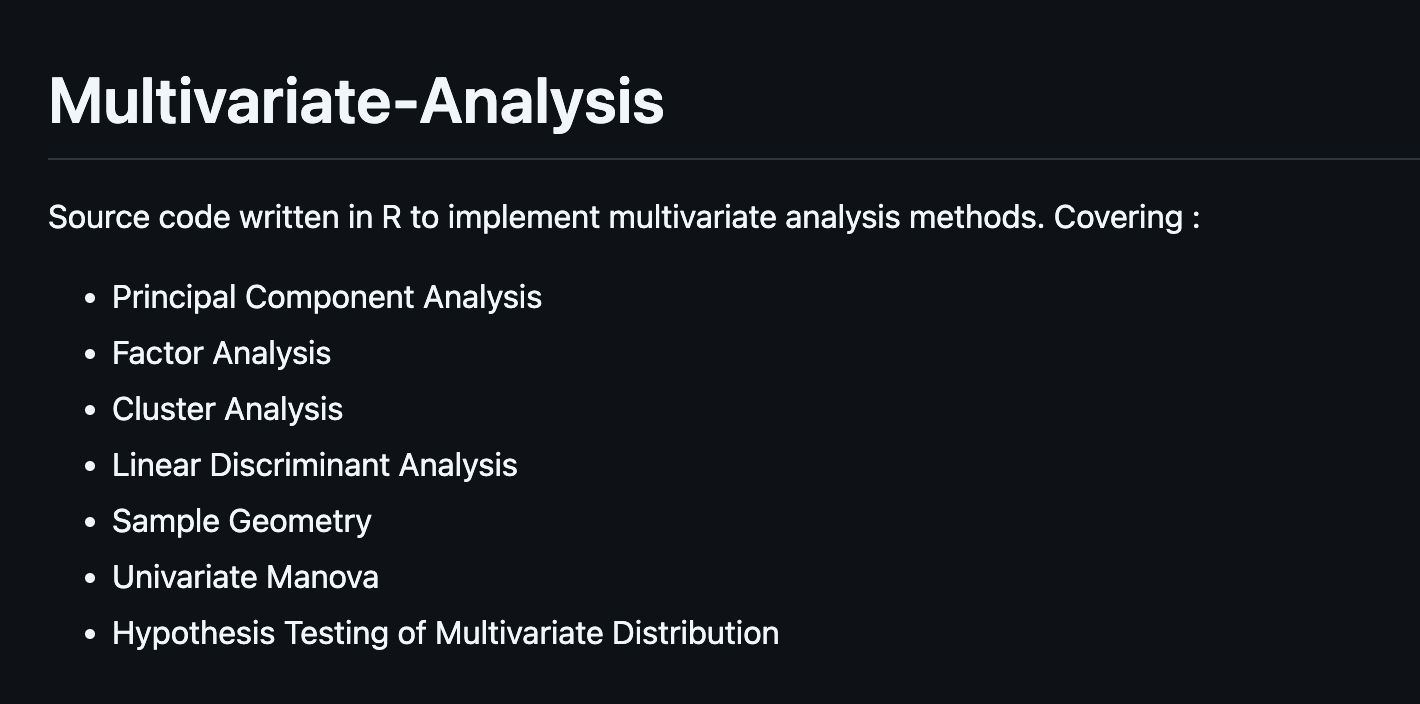 Multivariate-Analysis
Source code written in R to implement multivariate analysis methods. Covering :
• Principal Component Analysis
• Factor Analysis
• Cluster Analysis
• Linear Discriminant Analysis
• Sample Geometry
• Univariate Manova
• Hypothesis Testing of Multivariate Distribution